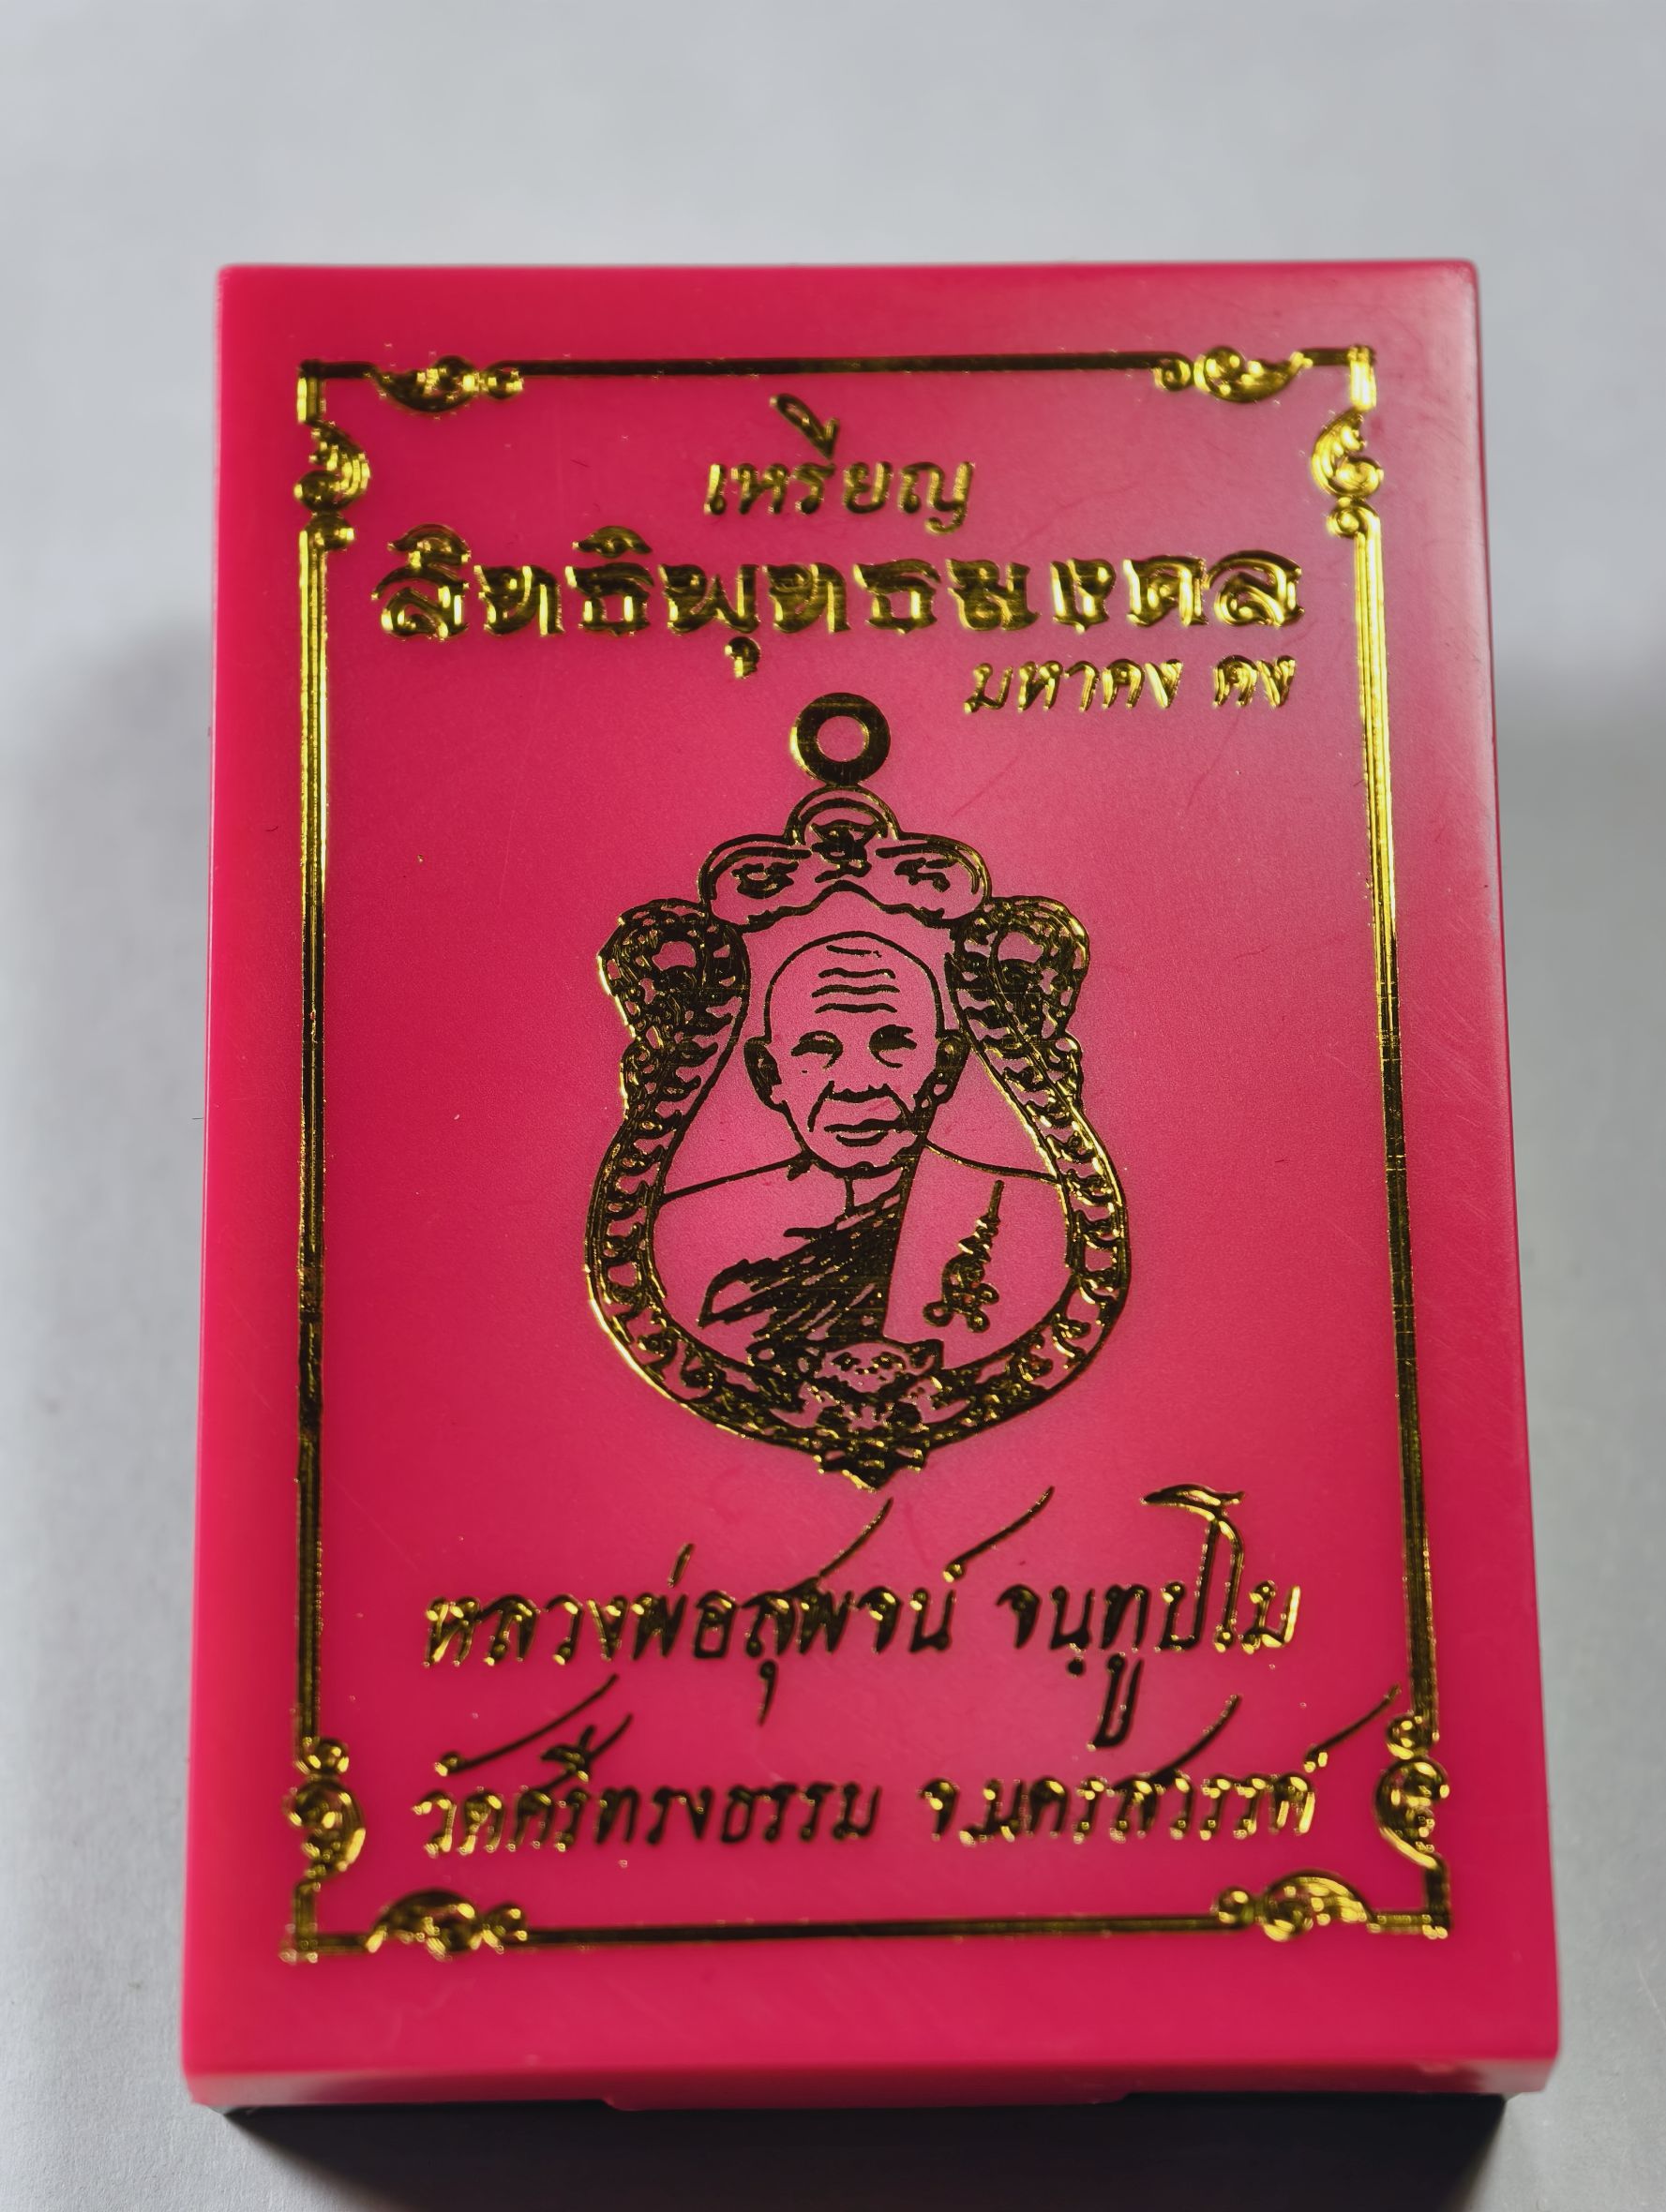 เหรียญ
สิทธิพุทธมงคล
มหาคง คง
หลวงพ่อสุพจน์ จนฺทูปโม
วัดศรีทรงธรรม จ.นครสวรรค์